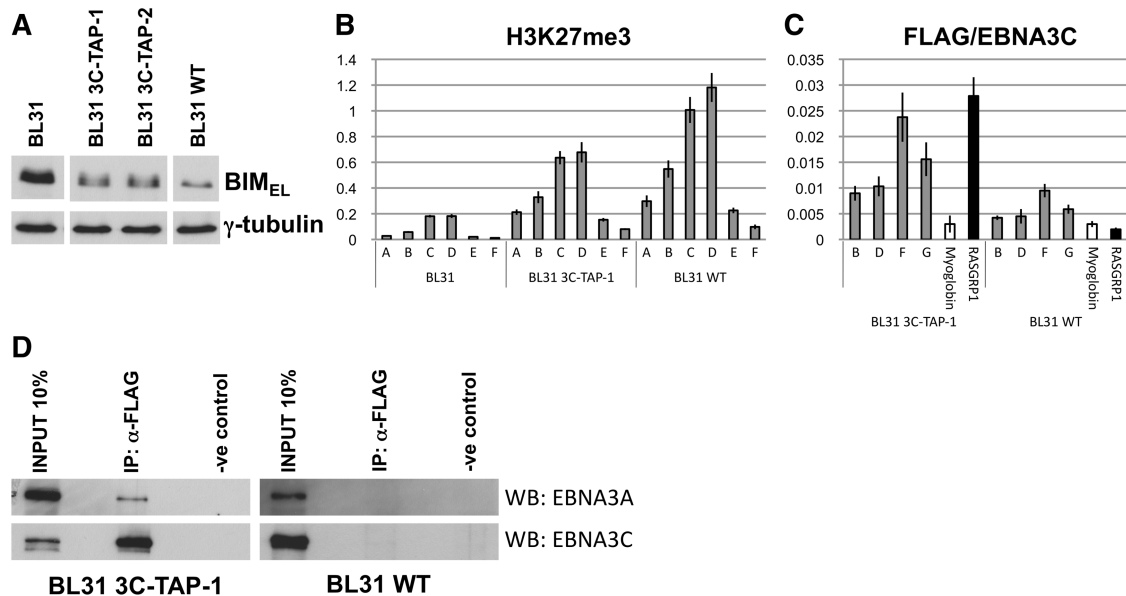 A
BL31
BL31 3C-TAP-1
BL31 3C-TAP-2
BL31 WT
BIMEL
γ-tubulin
B
H3K27me3
1.4
1.2
1
0.8
0.6
0.4
0.2
0
A B C D E F A B C D E F A B C D E F
BL31 BL31 3C-TAP-1 BL31 WT
C
FLAG/EBNA3C
0.035
0.03
0.025
0.02
0.015
0.01
0.005
0
B D F G Myoglobin RASGRP1 B D F G Myoglobin RASGRP1
BL31 3C-TAP-1 BL31 WT
D
INPUT 10%
IP: α-FLAG
-ve control
INPUT 10%
IP: α-FLAG
-ve control
WB: EBNA3A
WB: EBNA3C
BL31 3C-TAP-1 BL31 WT